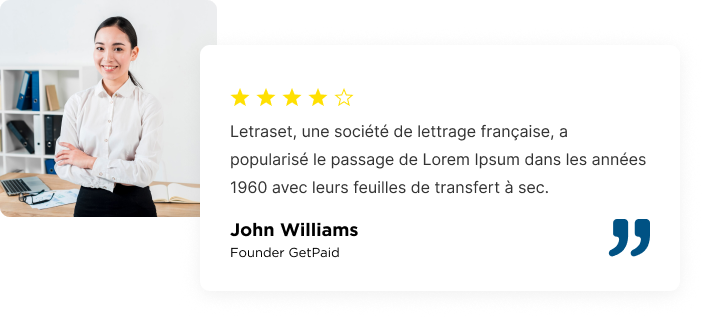 Letraset, une société de lettrage française, a
popularisé le passage de Lorem Ipsum dans les années
1960 avec leurs feuilles de transfert à sec.
John Williams
Founder GetPaid